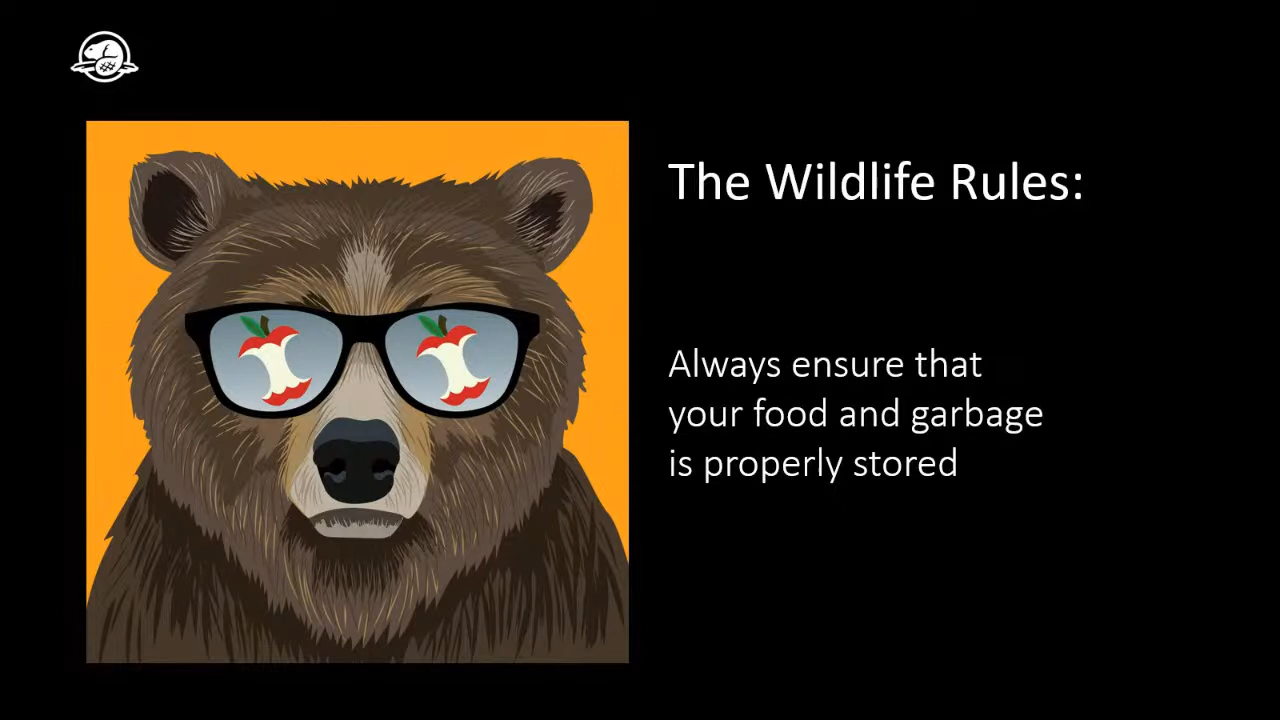 The Wildlife Rules:
Always ensure that
your food and garbage
is properly stored